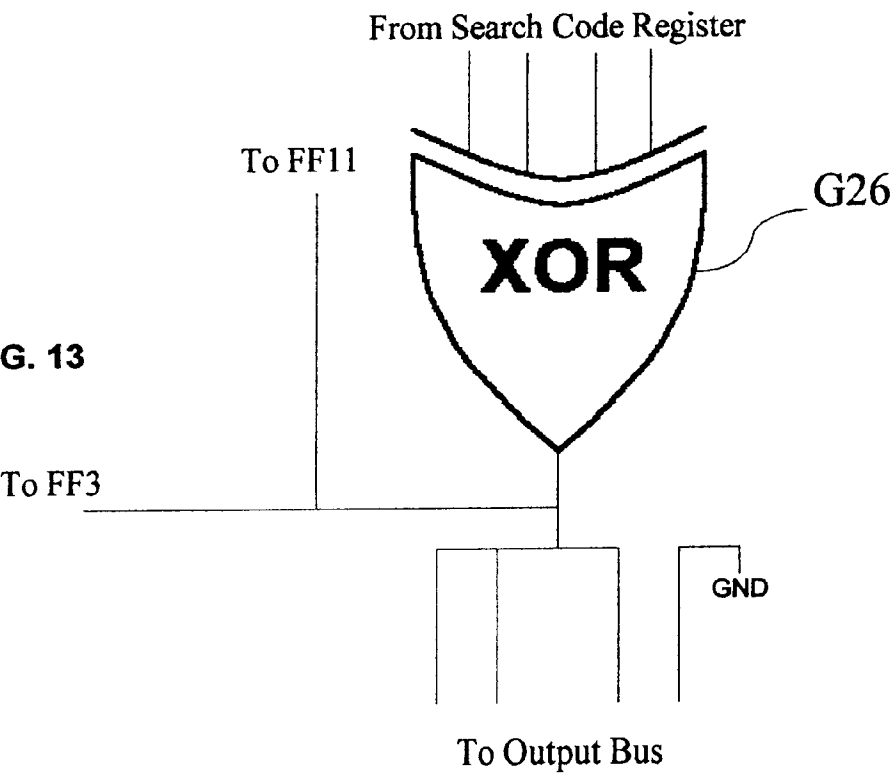 From Search Code Register
To FF11
G26
XOR
G. 13
To FF3
GND
To Output Bus